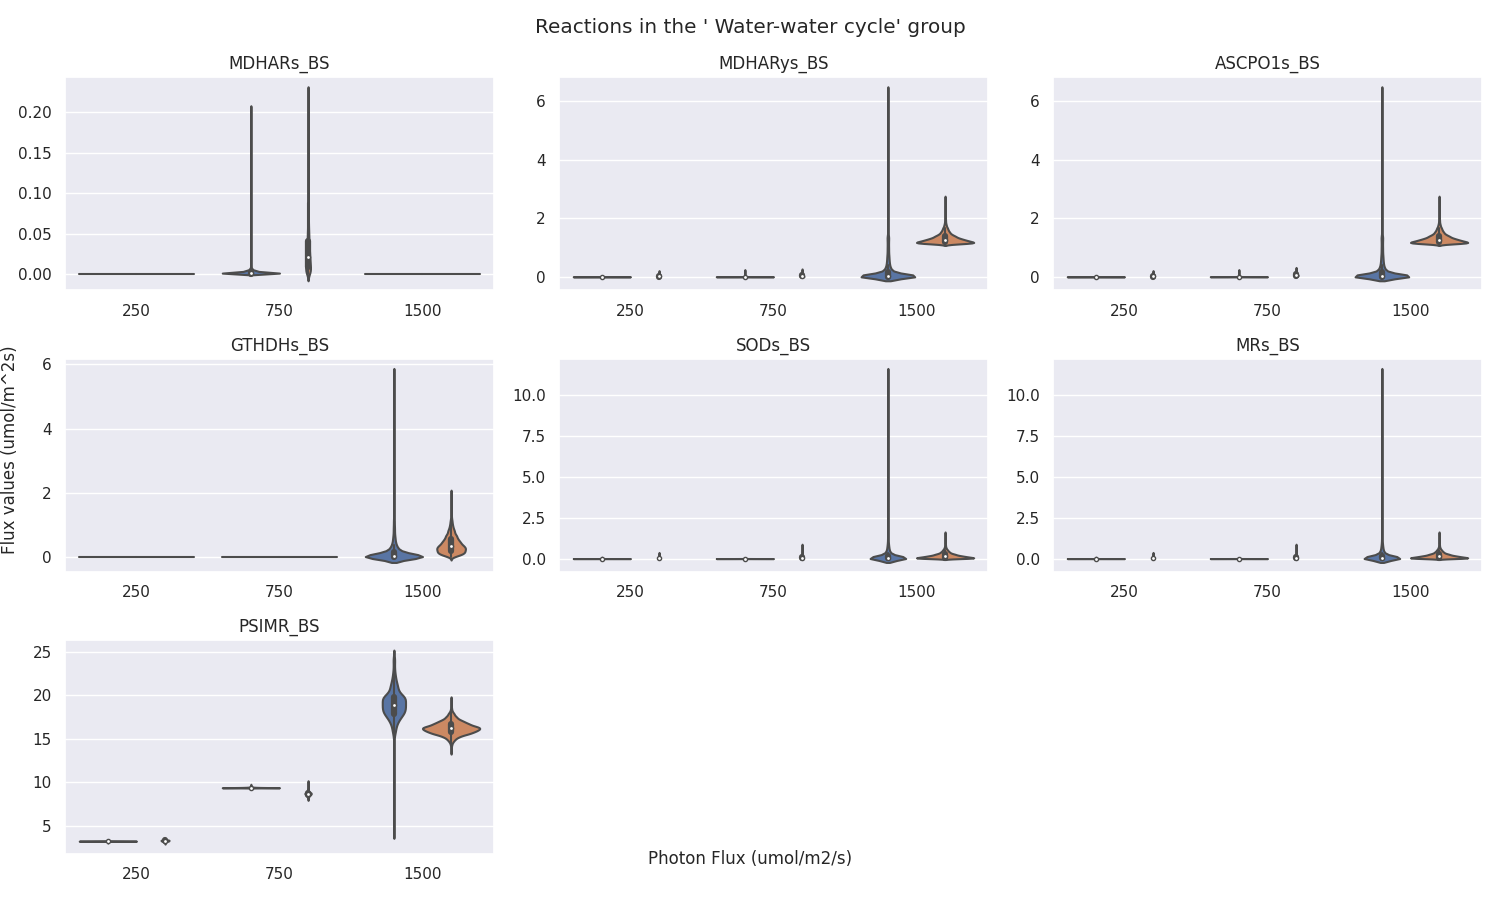 Reactions in the ' Water-water cycle' group
MDHARs_BS
MDHARys_BS
ASCPO1s_BS
0.20
0.15
0.10
0.05
0.00
6
4
2
0
6
4
2
0
250 750 1500
250 750 1500
250 750 1500
GTHDHs_BS
SODs_BS
MRs_BS
Flux values (umol/m^2s)
6
4
2
0
10.0
7.5
5.0
2.5
0.0
10.0
7.5
5.0
2.5
0.0
250 750 1500
250 750 1500
250 750 1500
PSIMR_BS
25
20
15
10
5
250 750 1500
Photon Flux (umol/m2/s)